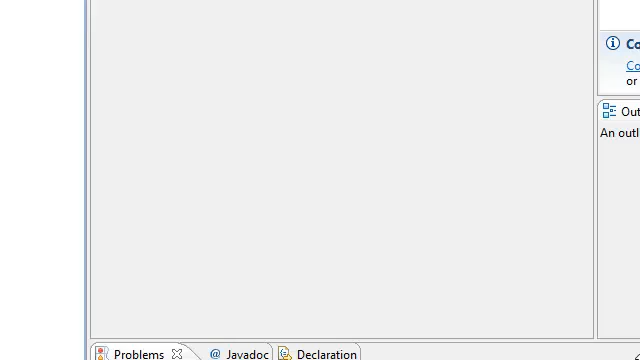 Co
Co
or
Out
An outl
Problems
@ Javadoc
Declaration